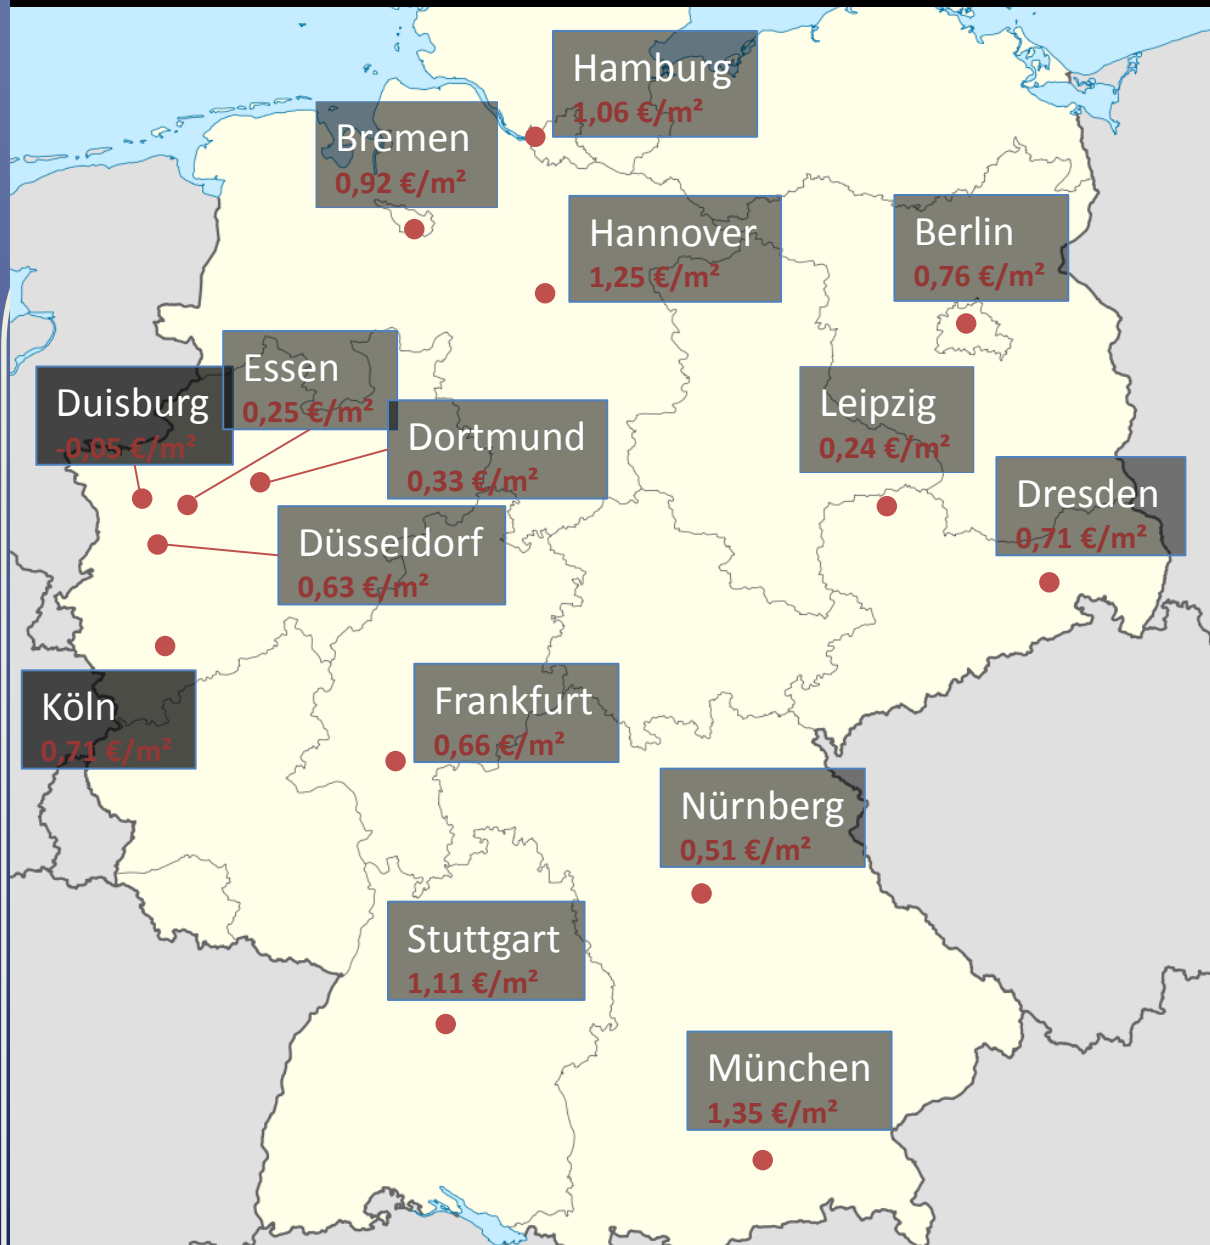 Hamburg
1,06 €/m²
Bremen
0,92 €/m²
Hannover
1,25 €/m²
Berlin
0,76 €/m²
Essen
0,25 €/m²
Duisburg
-0,05 €/m²
Dortmund
0,33 €/m²
Leipzig
0,24 €/m²
Dresden
0,71 €/m²
Düsseldorf
0,63 €/m²
Köln
0,71 €/m²
Frankfurt
0,66 €/m²
Nürnberg
0,51 €/m²
Stuttgart
1,11 €/m²
München
1,35 €/m²